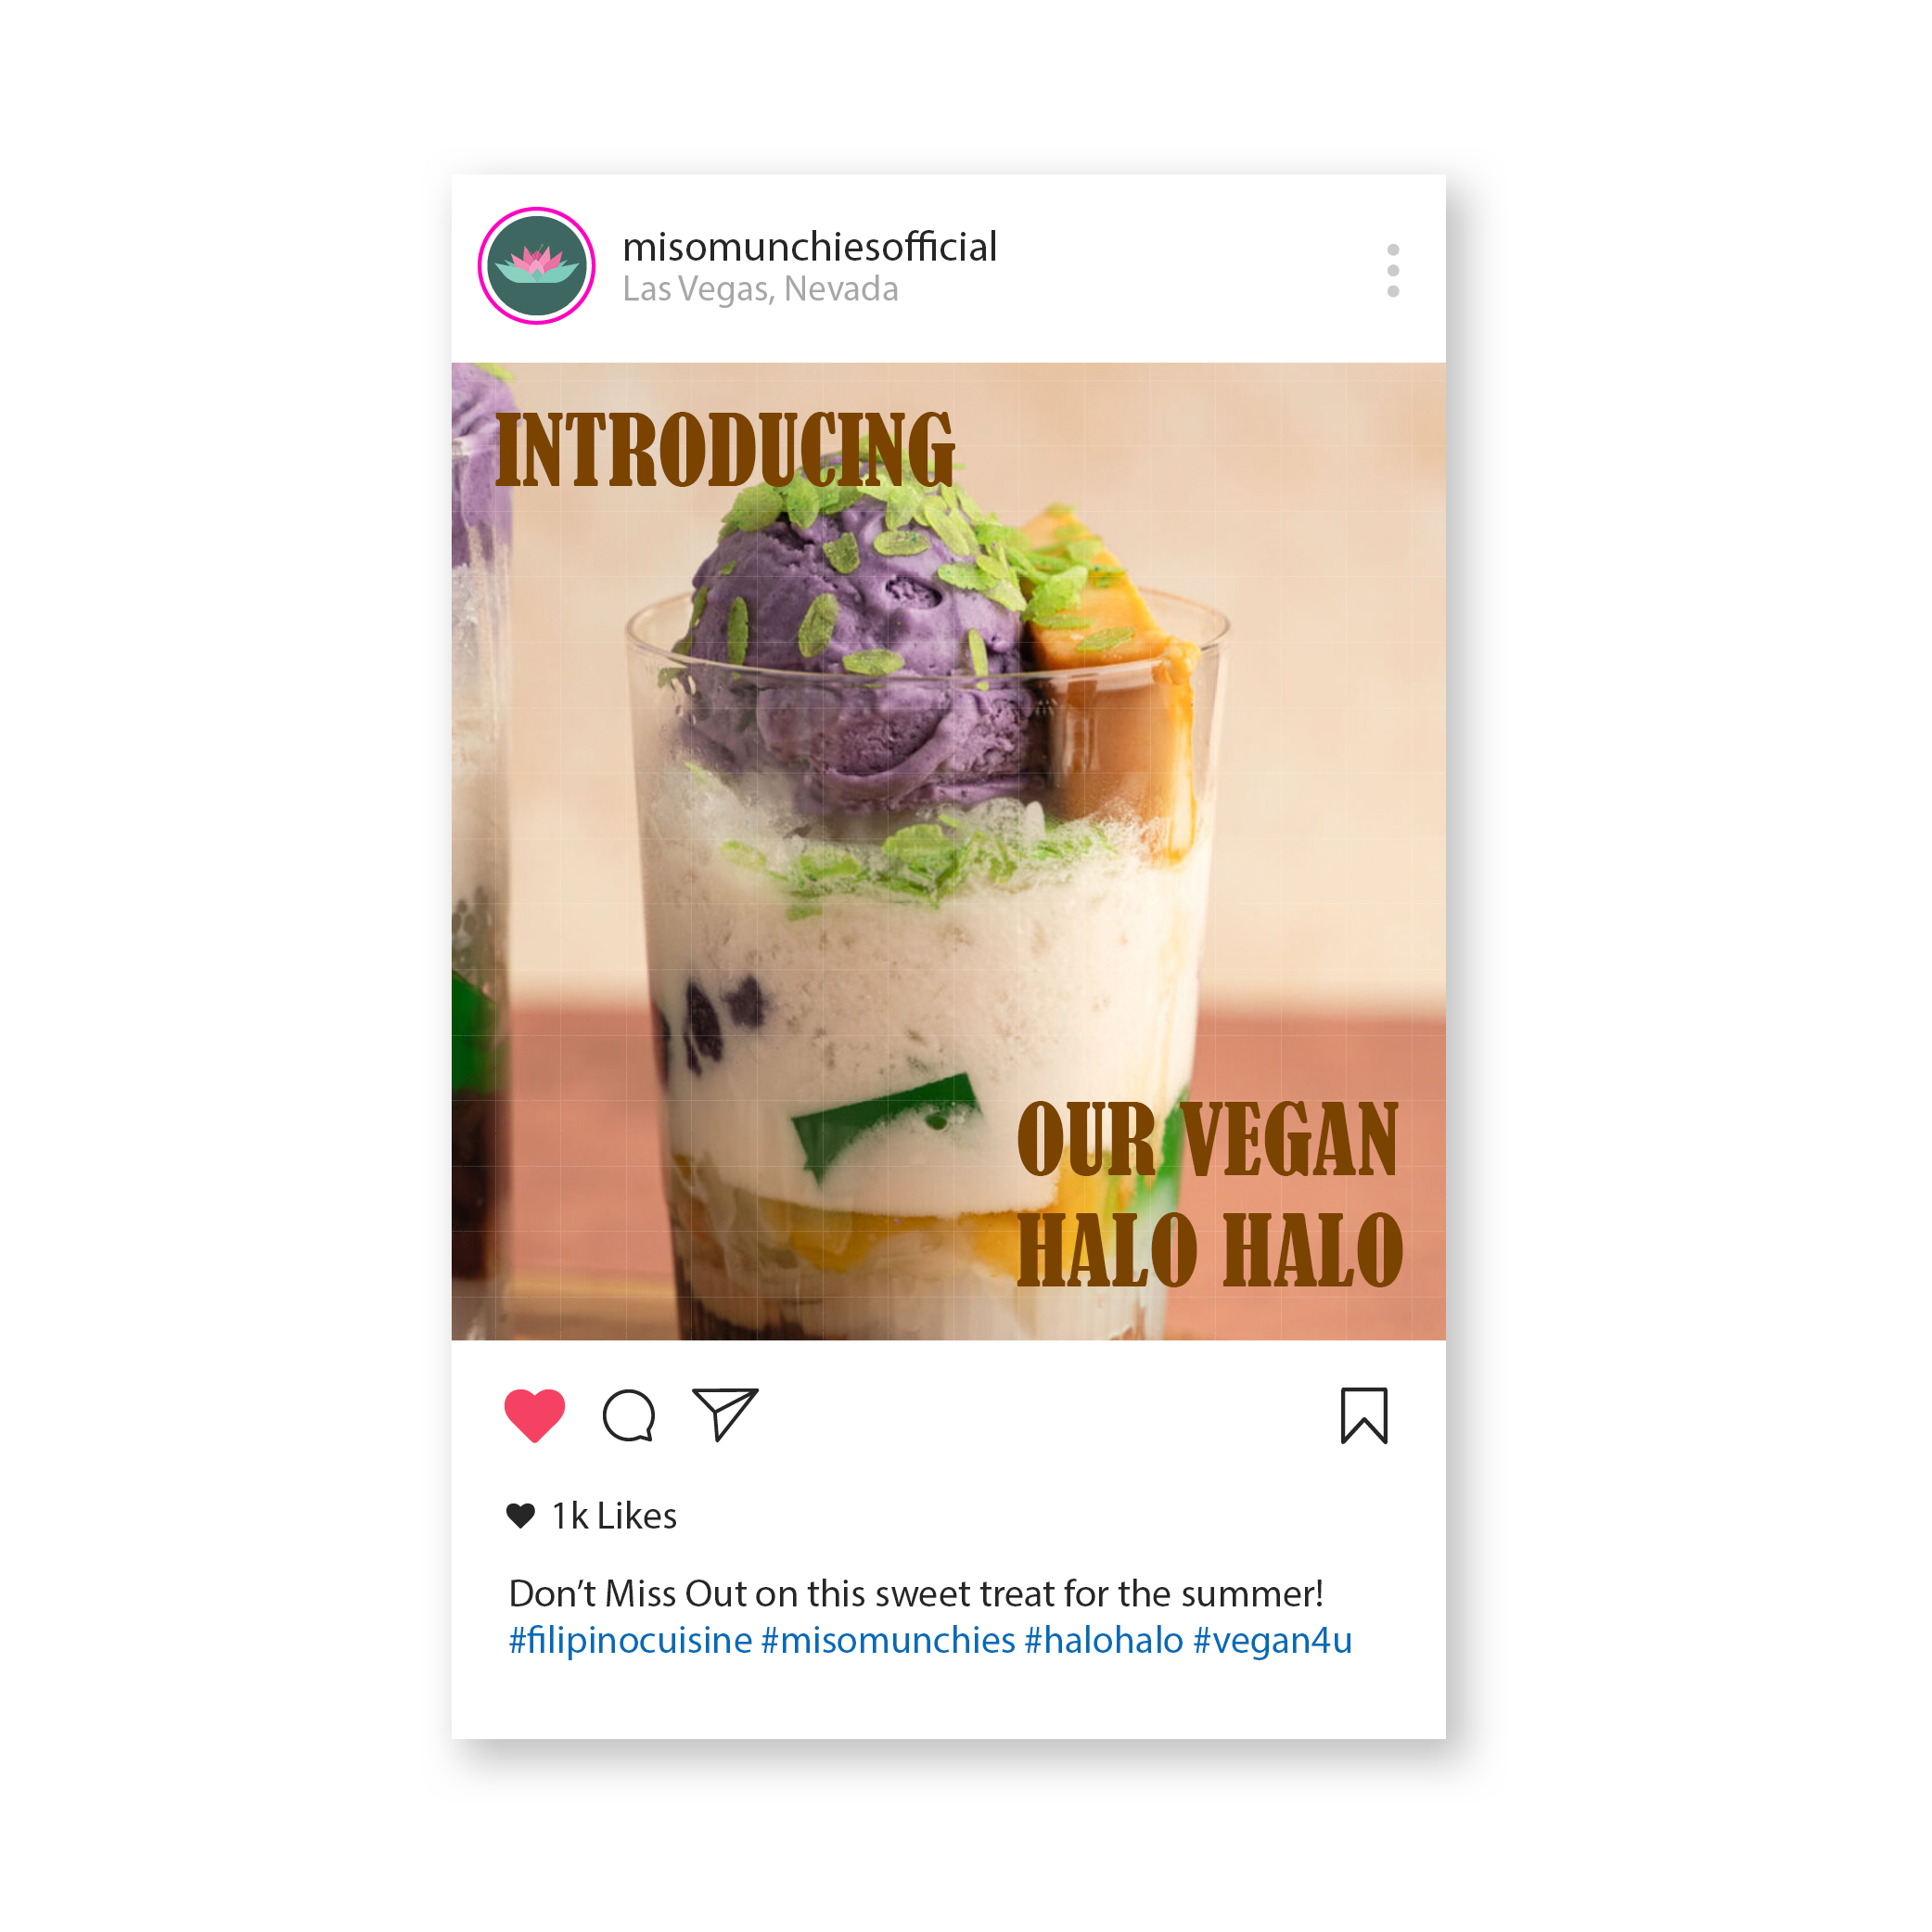 misomunchiesofficial
Las Vegas, Nevada
INTRODUCING
OUR VEGAN
HALO HALO
1k Likes
Don’t Miss Out on this sweet treat for the summer!
#filipinocuisine #misomunchies #halohalo #vegan4u